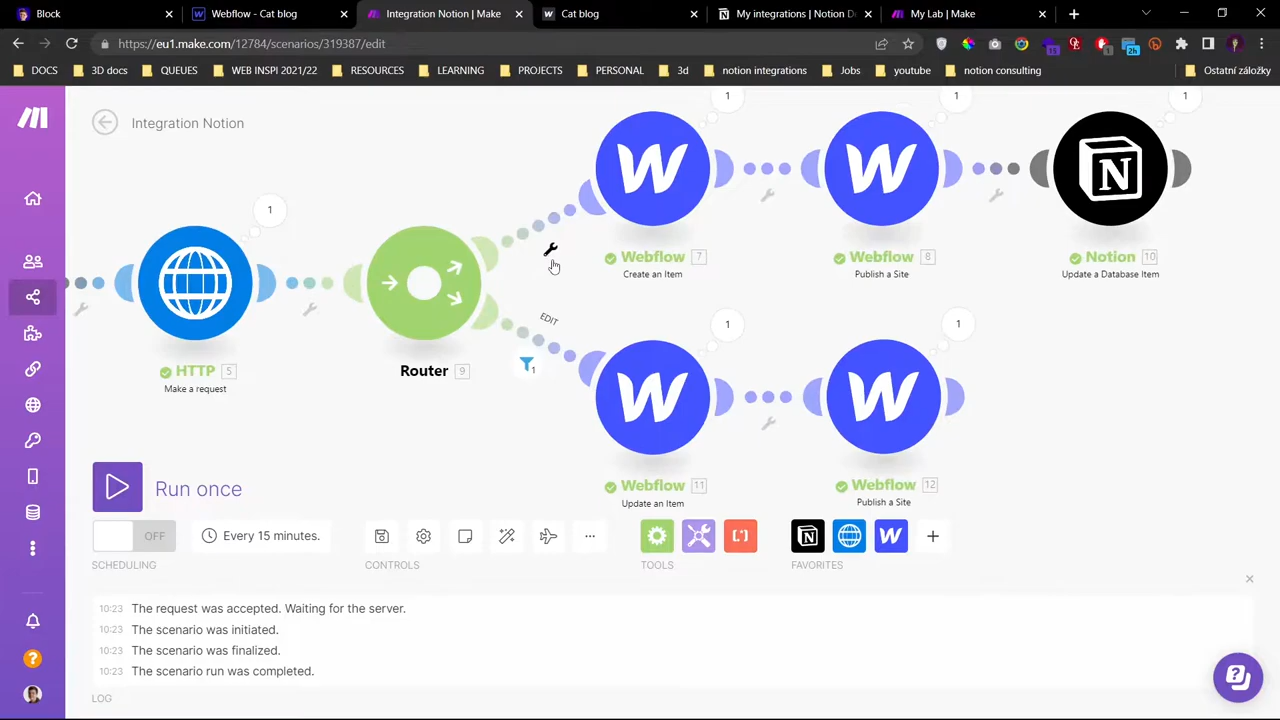 Block
Webflow - Cat blog
Integration Notion | Make
Cat blog
My integrations | Notion De
My Lab | Make
https://eu1.make.com/12784/scenarios/319387/edit
DOCS
3D docs
QUEUES
WEB INSPI 2021/22
RESOURCES
LEARNING
PROJECTS
PERSONAL
3d
notion integrations
Jobs
youtube
notion consulting
Ostatní záložky
Integration Notion
1
1
1
1
Webflow 7
Create an Item
Webflow 8
Publish a Site
Notion 10
Update a Database Item
EDIT
1
1
1
HTTP 5
Make a request
Router 9
Webflow 11
Update an Item
Webflow 12
Publish a Site
Run once
OFF
Every 15 minutes.
SCHEDULING
CONTROLS
TOOLS
FAVORITES
10:23 The request was accepted. Waiting for the server.
10:23 The scenario was initiated.
10:23 The scenario was finalized.
10:23 The scenario run was completed.
LOG